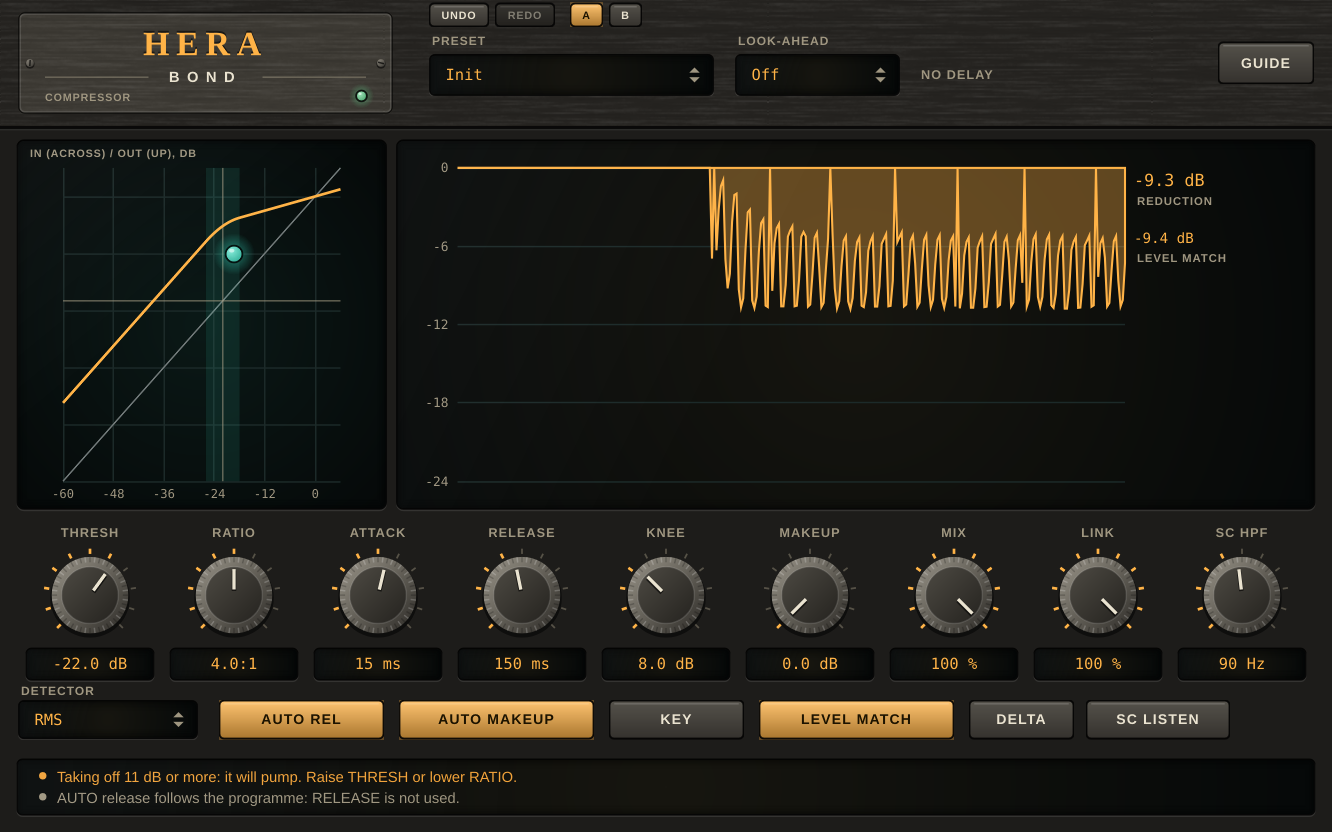 UNDO REDO A B
HERA
BOND
COMPRESSOR
PRESET LOOK-AHEAD
Init Off NO DELAY GUIDE
IN (ACROSS) / OUT (UP), DB
-60 -48 -36 -24 -12 0
0
-6
-12
-18
-24
-9.3 dB
REDUCTION
-9.4 dB
LEVEL MATCH
THRESH RATIO ATTACK RELEASE KNEE MAKEUP MIX LINK SC HPF
-22.0 dB 4.0:1 15 ms 150 ms 8.0 dB 0.0 dB 100 % 100 % 90 Hz
DETECTOR
RMS AUTO REL AUTO MAKEUP KEY LEVEL MATCH DELTA SC LISTEN
Taking off 11 dB or more: it will pump. Raise THRESH or lower RATIO.
AUTO release follows the programme: RELEASE is not used.